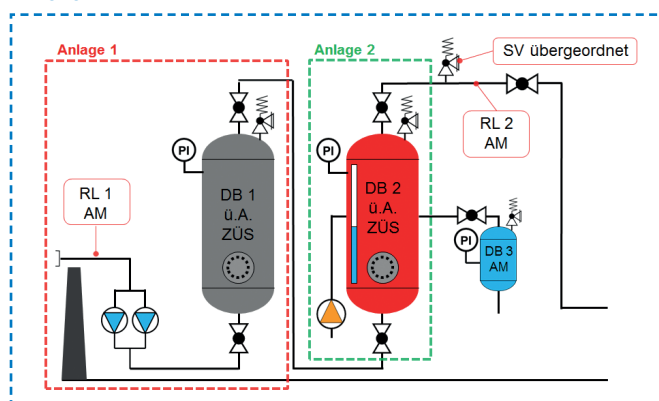 Anlage 1
Anlage 2
SV übergeordnet
RL 2
AM
PI
PI
DB 1
ü.A.
ZÜS
DB 2
ü.A.
ZÜS
RL 1
AM
PI
DB 3
AM